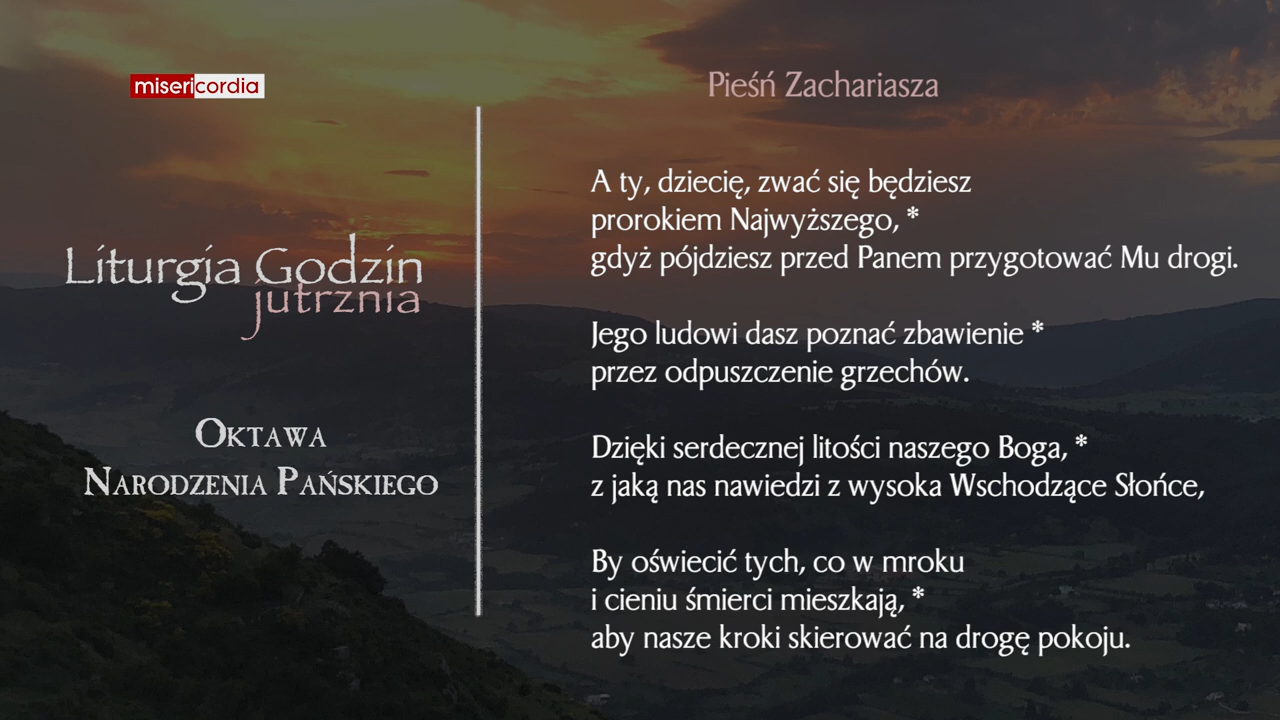 misericordia
Liturgia Godzin
jutrznia
Oktawa
Narodzenia Pańskiego
Pieśń Zachariasza
A ty, dziecię, zwać się będziesz
prorokiem Najwyższego, *
gdyż pójdziesz przed Panem przygotować Mu drogi.
Jego ludowi dasz poznać zbawienie *
przez odpuszczenie grzechów.
Dzięki serdecznej litości naszego Boga, *
z jaką nas nawiedzi z wysoka Wschodzące Słońce,
By oświecić tych, co w mroku
i cieniu śmierci mieszkają, *
aby nasze kroki skierować na drogę pokoju.